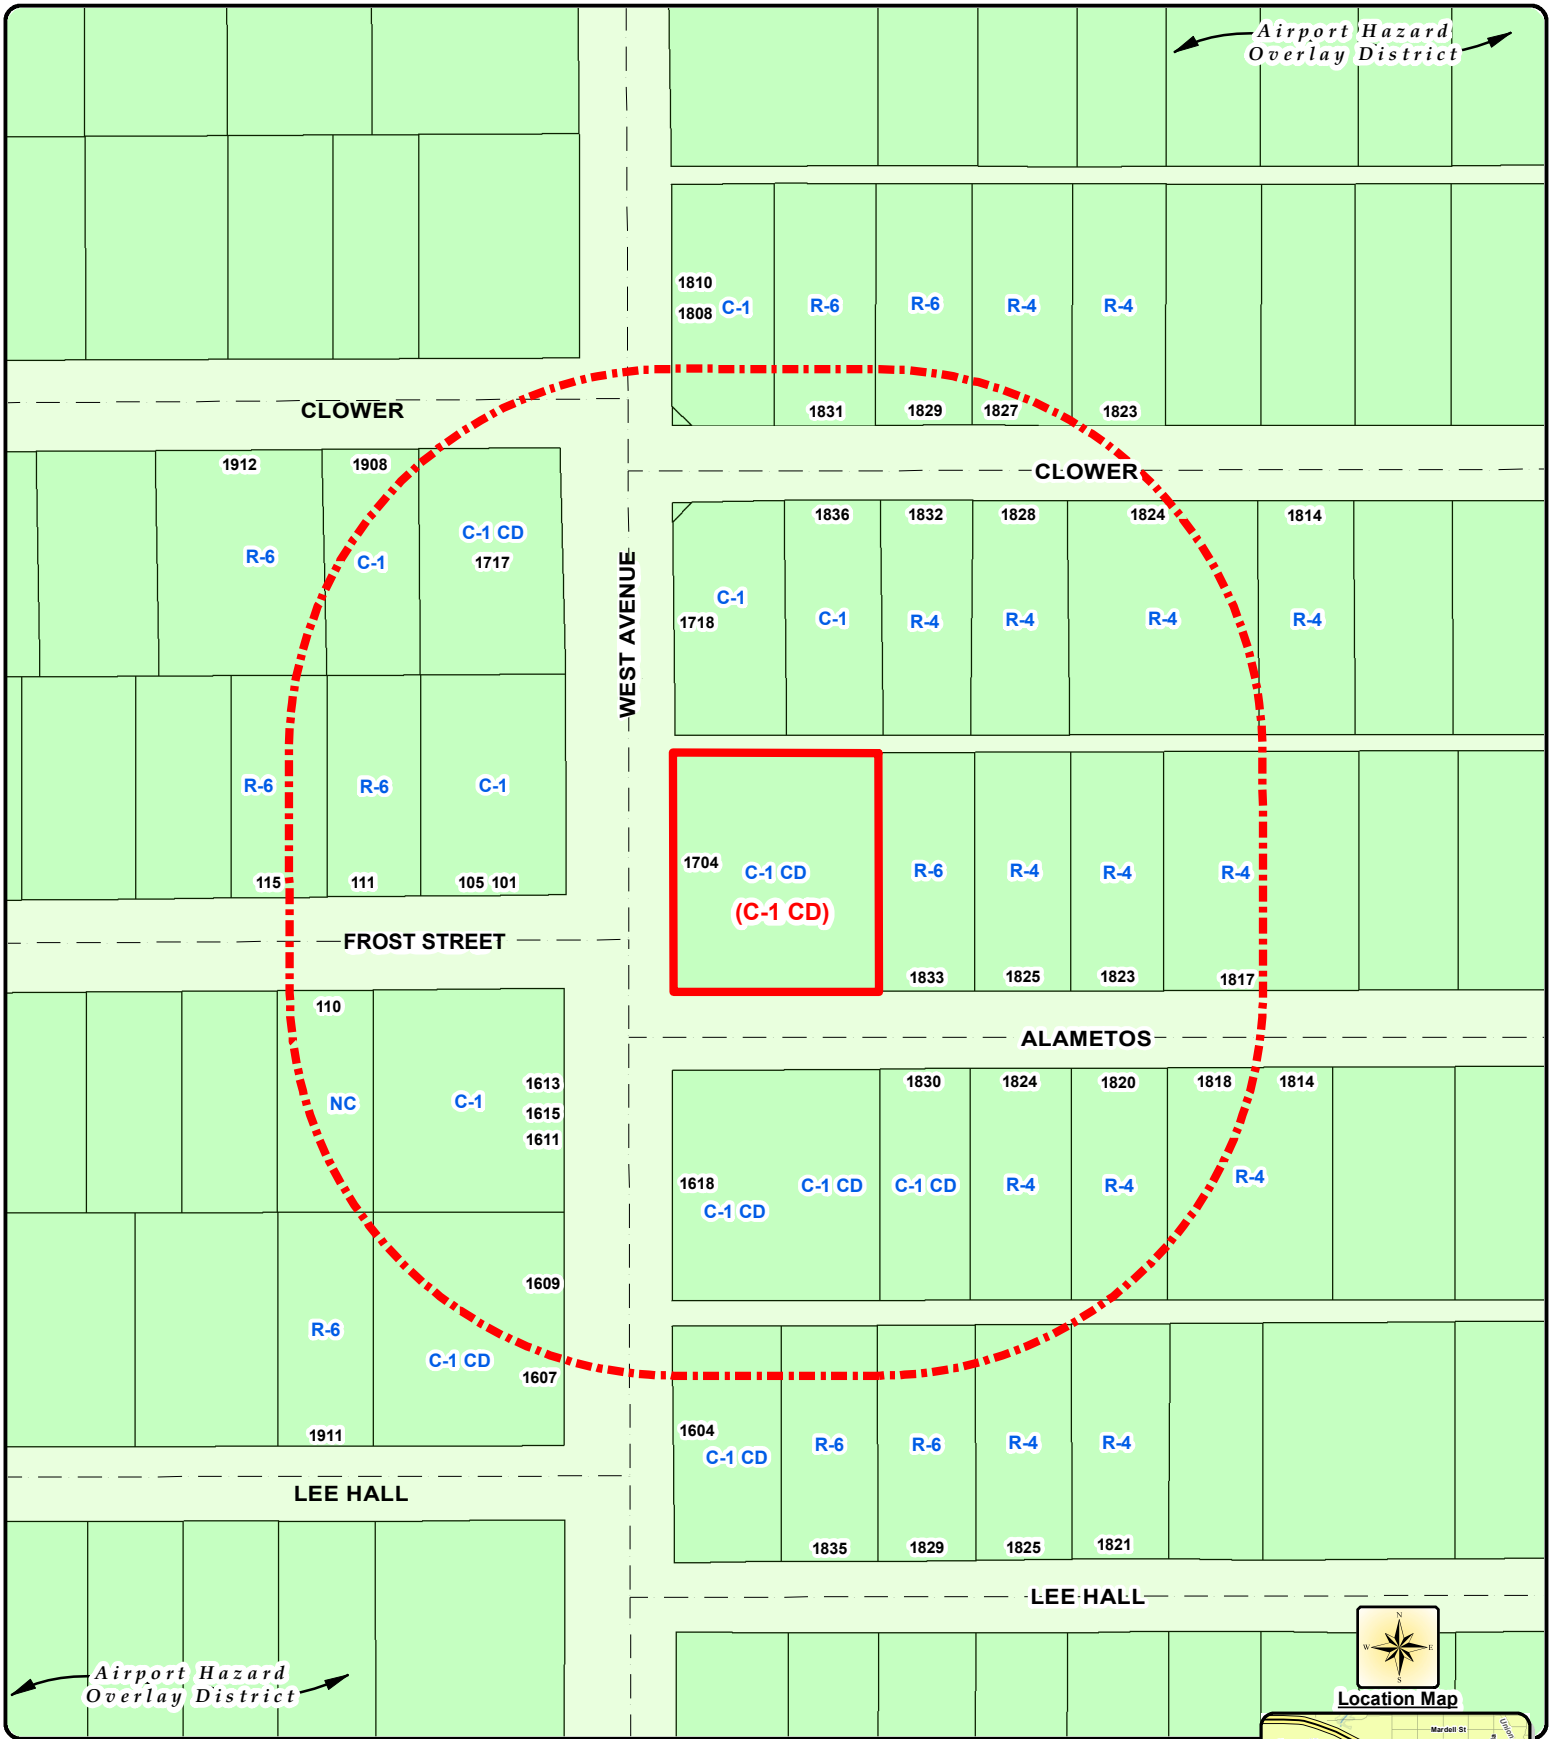 Airport Hazard
Overlay District
1810
1808
C-1
R-6
R-6
R-4
R-4
1831
1829
1827
1823
CLOWER
CLOWER
1912
1908
C-1 CD
1717
R-6
C-1
WEST AVENUE
1836
1832
1828
1824
1814
C-1
1718
C-1
R-4
R-4
R-4
R-4
R-6
R-6
C-1
115
111
105 101
1704
C-1 CD
(C-1 CD)
R-6
R-4
R-4
R-4
1833
1825
1823
1817
FROST STREET
ALAMETOS
110
NC
C-1
1613
1615
1611
1830
1824
1820
1818
1814
1618
C-1 CD
C-1 CD
C-1 CD
R-4
R-4
R-4
1609
R-6
C-1 CD
1607
1911
1604
C-1 CD
R-6
R-6
R-4
R-4
1835
1829
1825
1821
LEE HALL
LEE HALL
Airport Hazard
Overlay District
N
W E
S
Location Map
Mardell St
Union